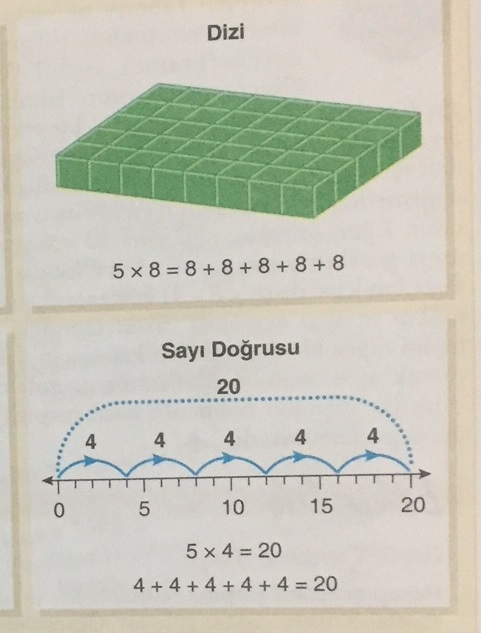 Dizi
5 × 8 = 8 + 8 + 8 + 8 + 8
Sayı Doğrusu
20
4 4 4 4 4
0 5 10 15 20
5 × 4 = 20
4 + 4 + 4 + 4 + 4 = 20